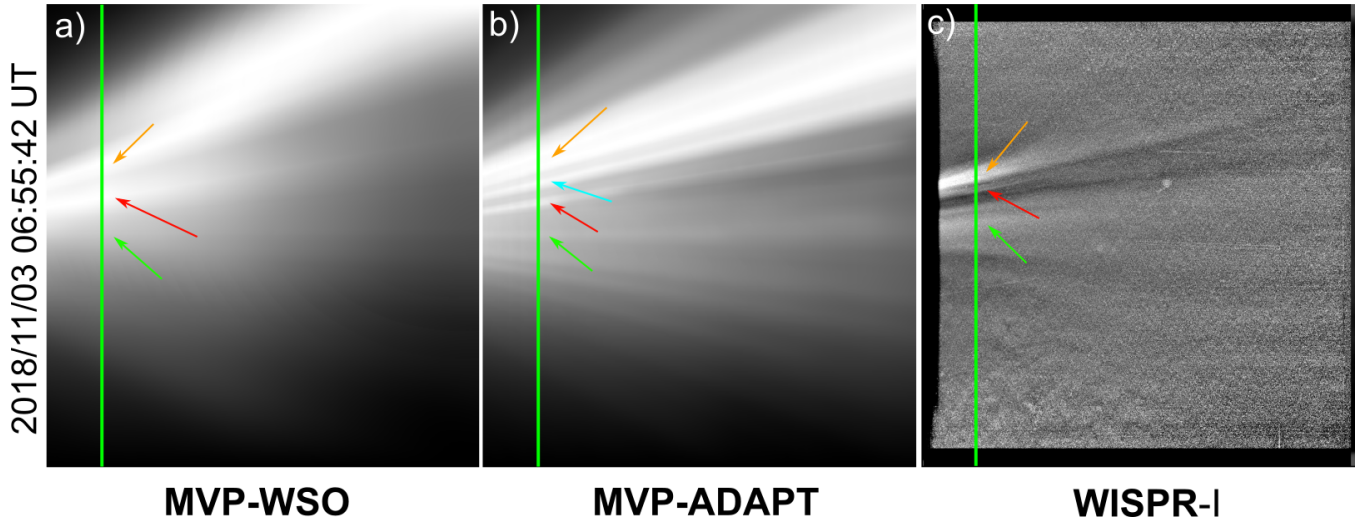 2018/11/03 06:55:42 UT
a)
b)
c)
MVP-WSO
MVP-ADAPT
WISPR-I